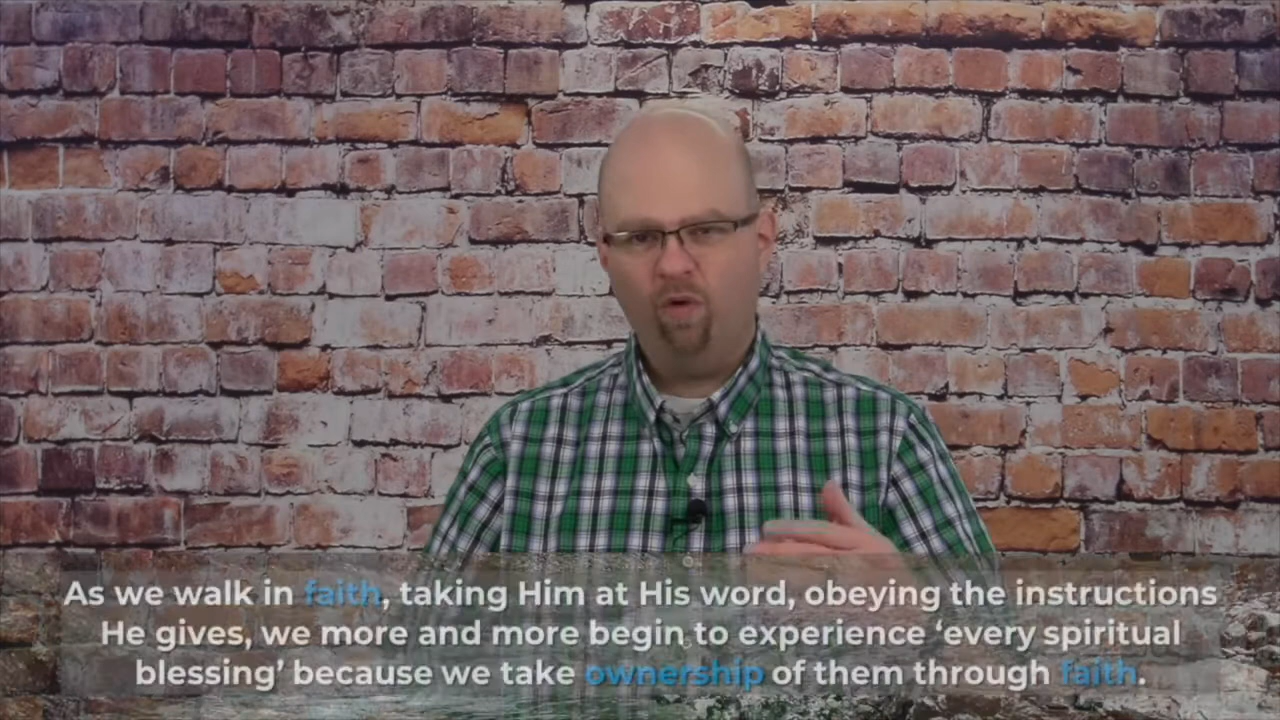 As we walk in faith, taking Him at His word, obeying the instructions
He gives, we more and more begin to experience ‘every spiritual
blessing’ because we take ownership of them through faith.